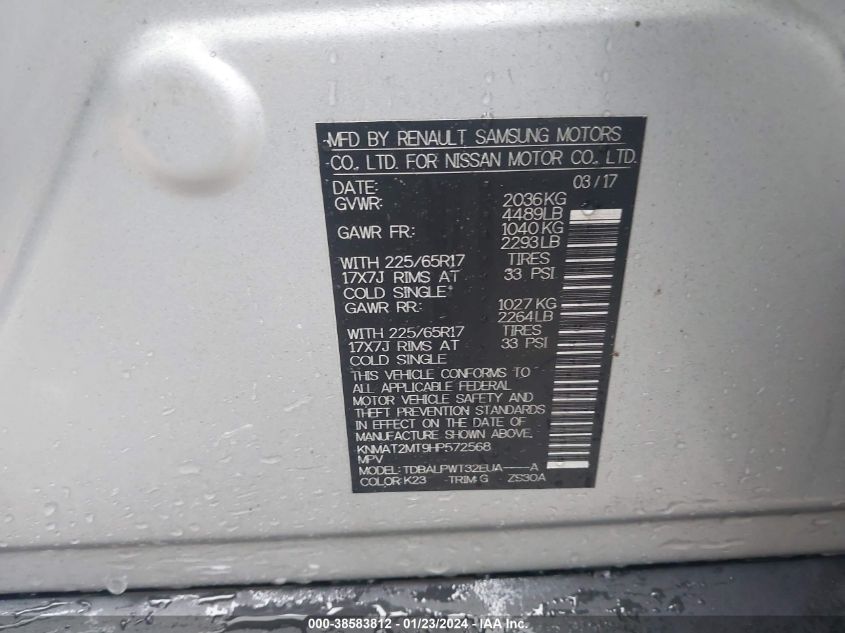 MFD BY RENAULT SAMSUNG MOTORS
CO., LTD. FOR NISSAN MOTOR CO., LTD.
DATE: 03/17
GVWR: 2036KG
4489LB
GAWR FR: 1040KG
2293LB
WITH 225/65R17 TIRES
17X7J RIMS AT 33 PSI
COLD SINGLE
GAWR RR: 1027KG
2264LB
WITH 225/65R17 TIRES
17X7J RIMS AT 33 PSI
COLD SINGLE
THIS VEHICLE CONFORMS TO
ALL APPLICABLE FEDERAL
MOTOR VEHICLE SAFETY AND
THEFT PREVENTION STANDARDS
IN EFFECT ON THE DATE OF
MANUFACTURE SHOWN ABOVE.
KNMAT2MT9HP572568
MPV
MODEL: TDBALPWT32EUA----A
COLOR: K23 TRIM: G ZS30A
000-38583812 - 01/23/2024 - IAA Inc.